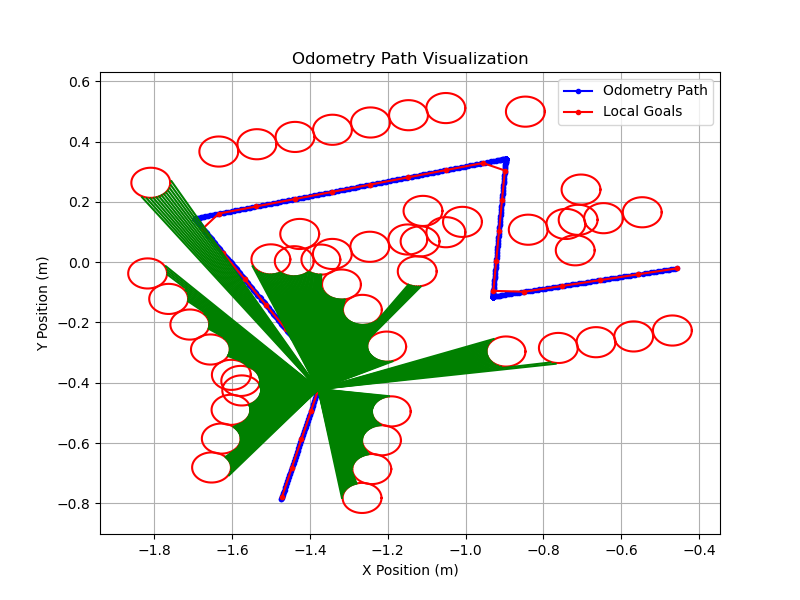 Odometry Path Visualization
Odometry Path
Local Goals
0.6
0.4
0.2
0.0
−0.2
−0.4
−0.6
−0.8
Y Position (m)
−1.8 −1.6 −1.4 −1.2 −1.0 −0.8 −0.6 −0.4
X Position (m)